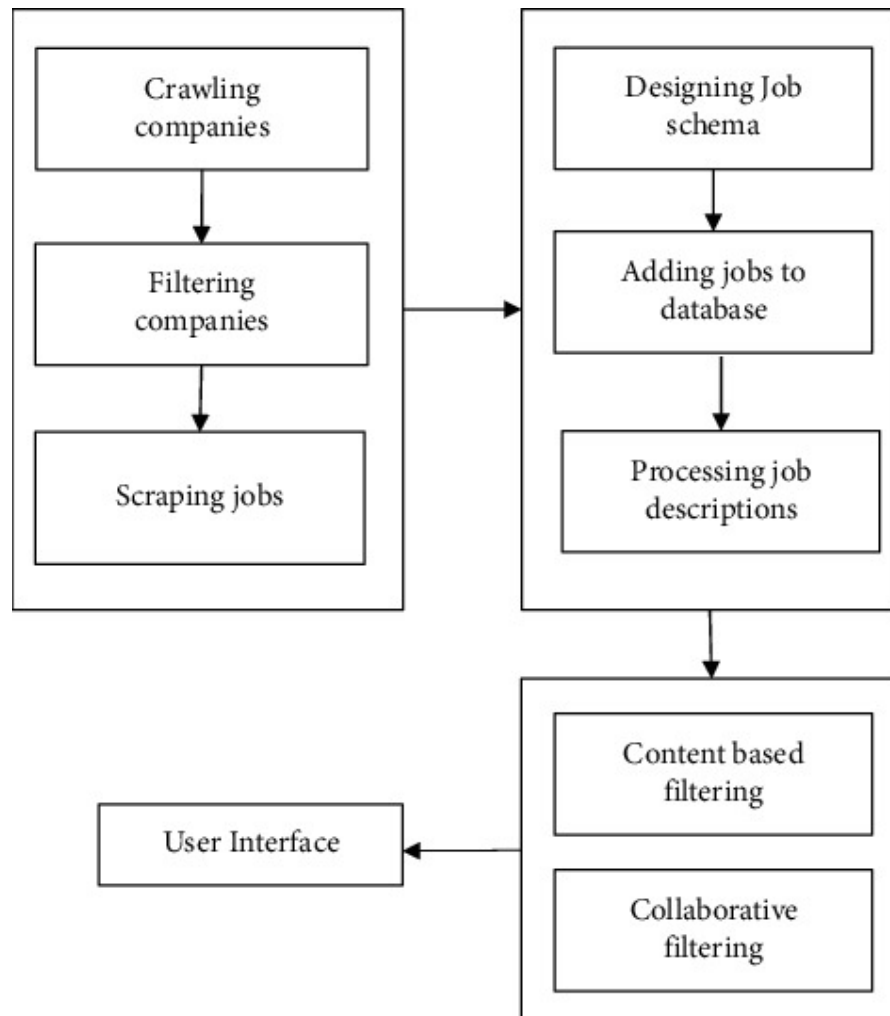 Crawling
companies
Filtering
companies
Scraping jobs
Designing Job
schema
Adding jobs to
database
Processing job
descriptions
Content based
filtering
Collaborative
filtering
User Interface